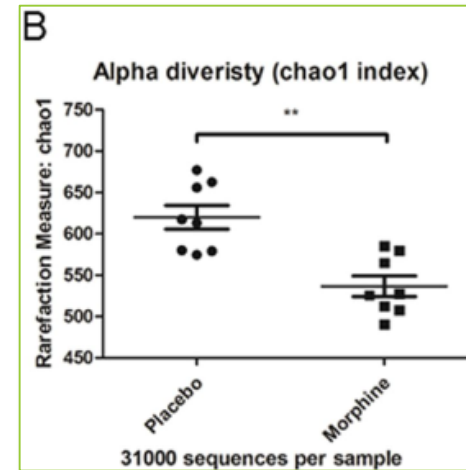 B
Alpha diveristy (chao1 index)
**
Rarefaction Measure: chao1
750
700
650
600
550
500
450
Placebo
Morphine
31000 sequences per sample